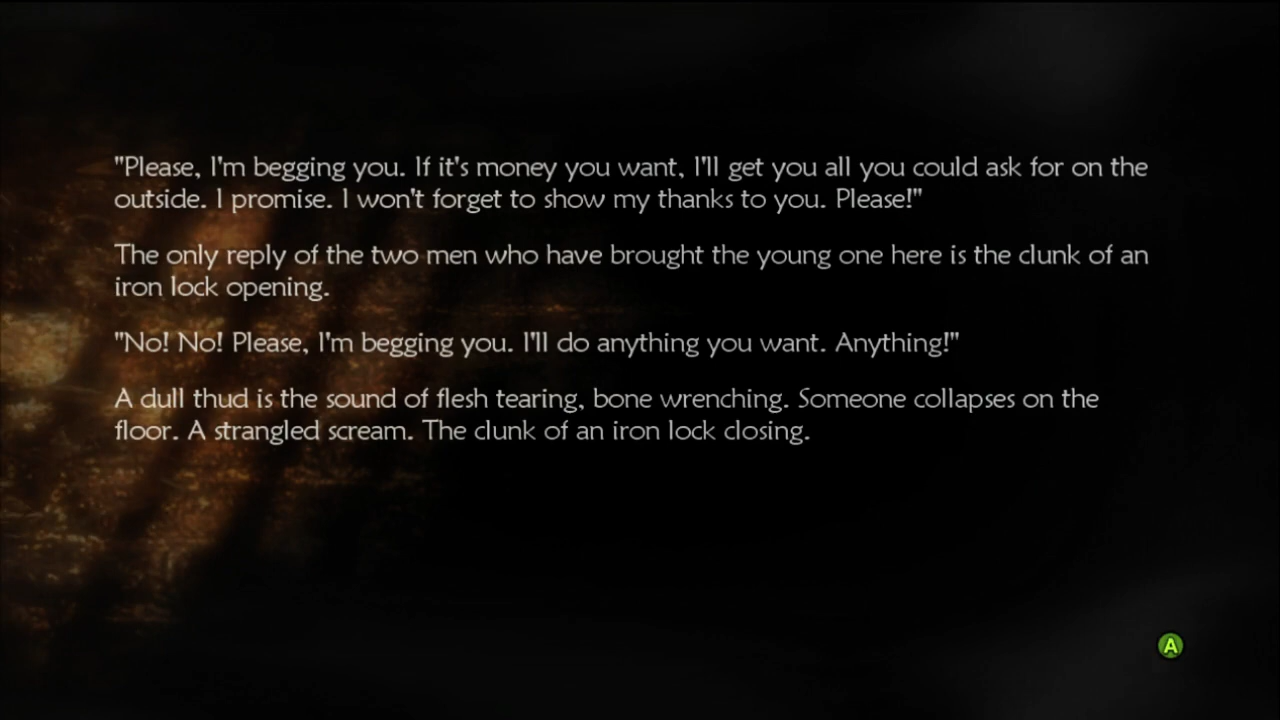 "Please, I'm begging you. If it's money you want, I'll get you all you could ask for on the
outside. I promise. I won't forget to show my thanks to you. Please!"
The only reply of the two men who have brought the young one here is the clunk of an
iron lock opening.
"No! No! Please, I'm begging you. I'll do anything you want. Anything!"
A dull thud is the sound of flesh tearing, bone wrenching. Someone collapses on the
floor. A strangled scream. The clunk of an iron lock closing.
A